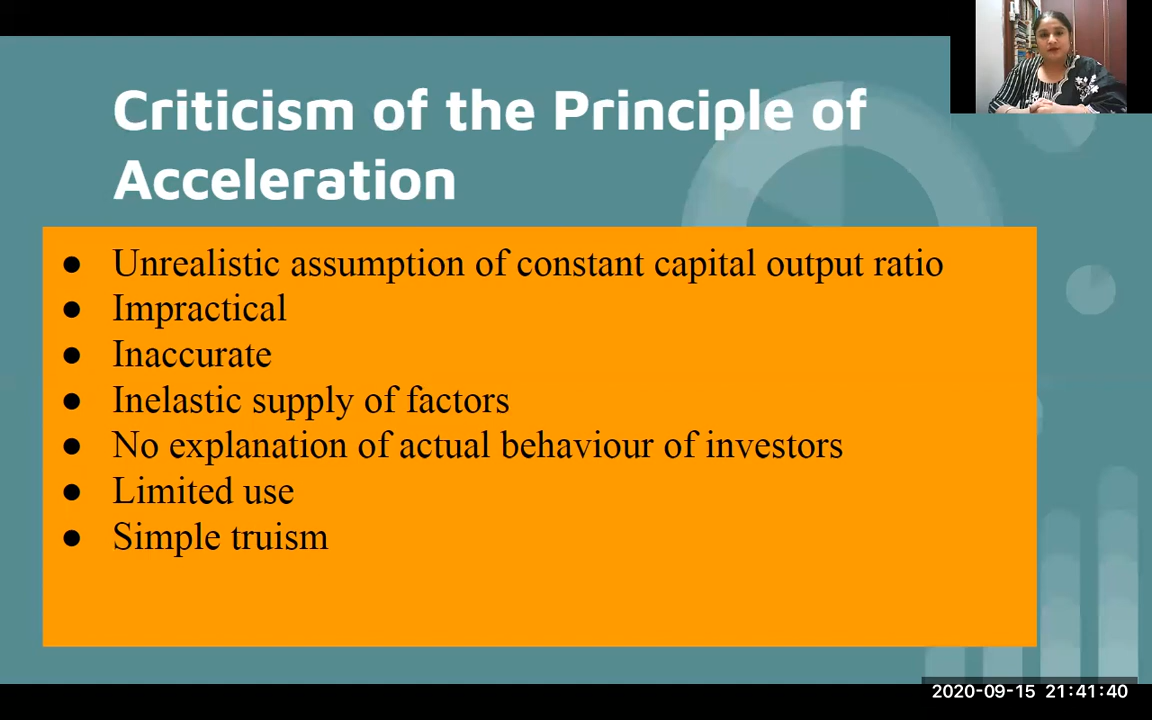 Criticism of the Principle of
Acceleration
● Unrealistic assumption of constant capital output ratio
● Impractical
● Inaccurate
● Inelastic supply of factors
● No explanation of actual behaviour of investors
● Limited use
● Simple truism
2020-09-15 21:41:40